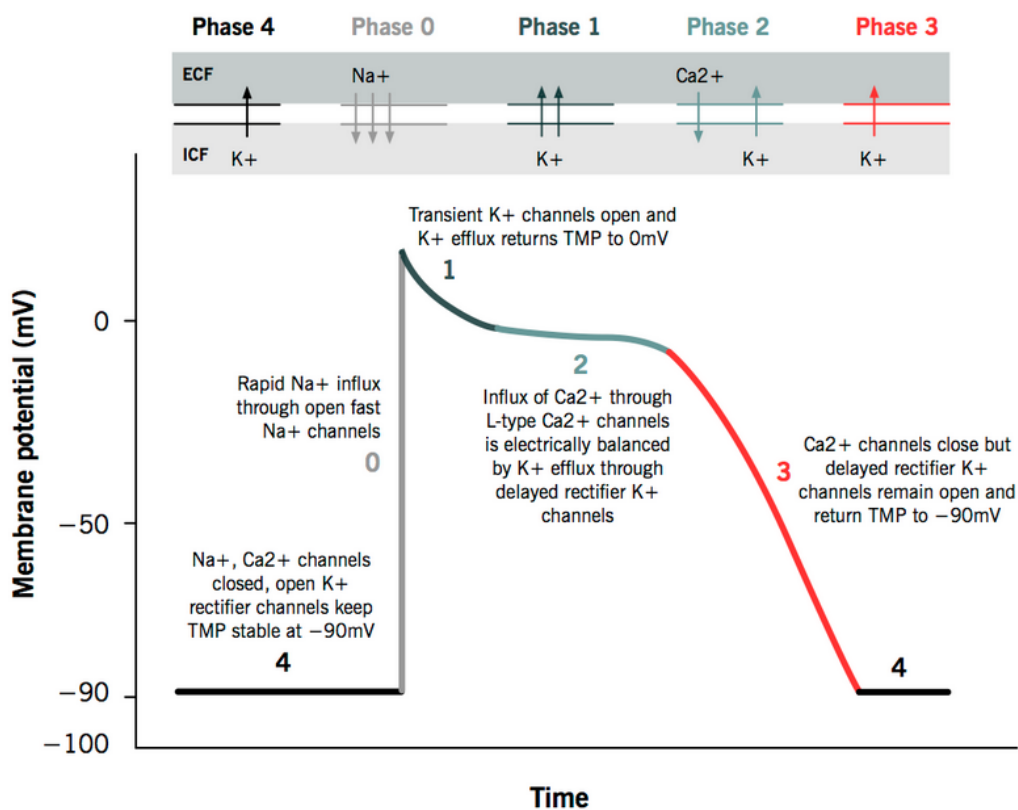 Phase 4 Phase 0 Phase 1 Phase 2 Phase 3
ECF Na+ Ca2+
ICF K+ K+ K+ K+
Transient K+ channels open and
K+ efflux returns TMP to 0mV
1
0
2
Rapid Na+ influx
through open fast
Na+ channels
0
Influx of Ca2+ through
L-type Ca2+ channels
is electrically balanced
by K+ efflux through
delayed rectifier K+
channels
3
Ca2+ channels close but
delayed rectifier K+
channels remain open and
return TMP to −90mV
−50
Na+, Ca2+ channels
closed, open K+
rectifier channels keep
TMP stable at −90mV
4
4
−90
−100
Membrane potential (mV)
Time